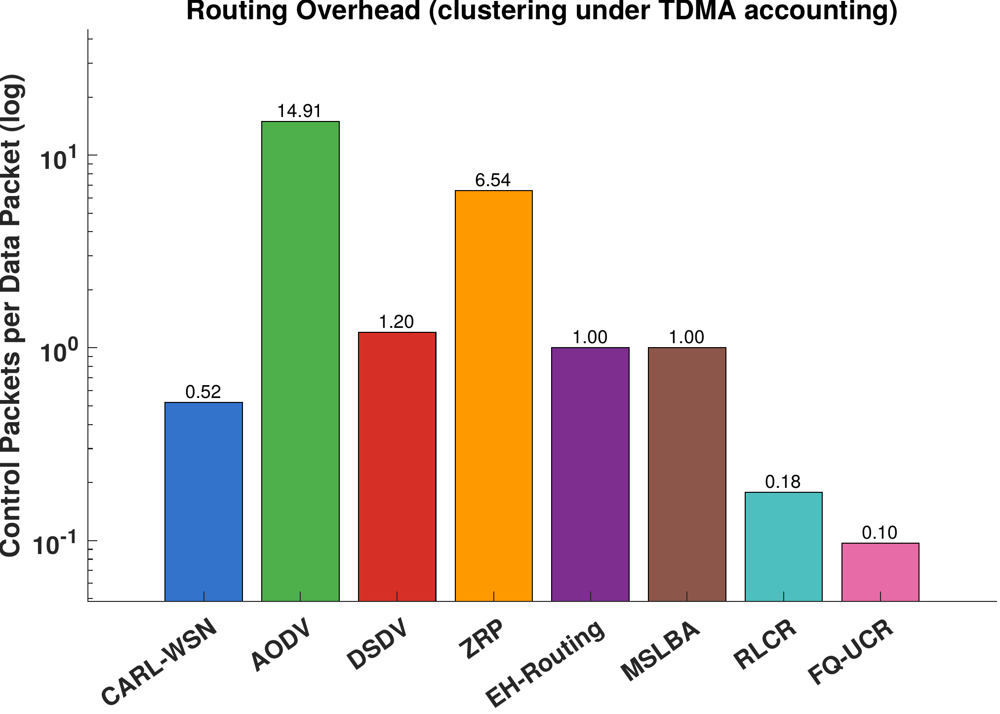 Routing Overhead (clustering under TDMA accounting)
Control Packets per Data Packet (log)
10^1
10^0
10^-1
0.52
14.91
1.20
6.54
1.00
1.00
0.18
0.10
CARL-WSN
AODV
DSDV
ZRP
EH-Routing
MSLBA
RLCR
FQ-UCR